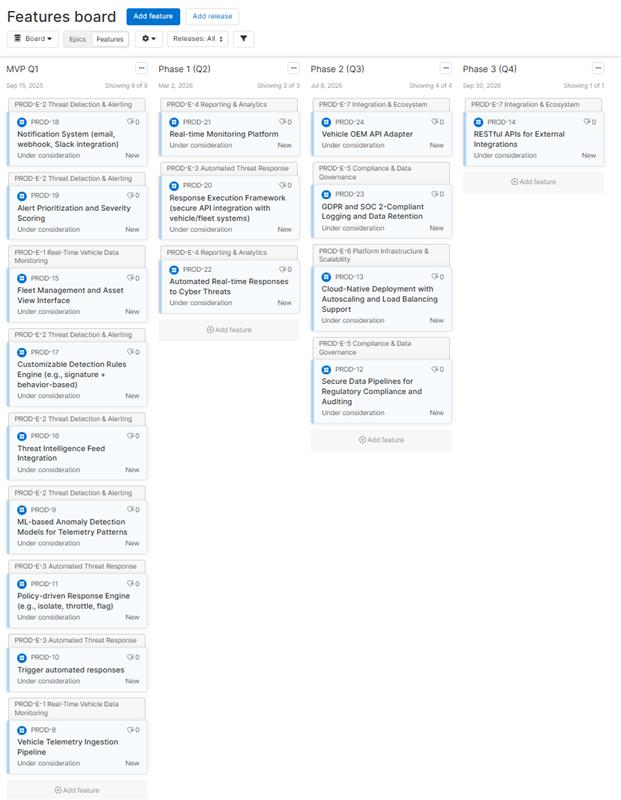 Features board
Add feature
Add release
Board
Epics
Features
Releases: All
MVP Q1
Sep 15, 2025
Showing 9 of 9
PROD-E-2 Threat Detection & Alerting
PROD-18
0
Notification System (email,
webhook, Slack integration)
Under consideration
New
PROD-E-2 Threat Detection & Alerting
PROD-19
0
Alert Prioritization and Severity
Scoring
Under consideration
New
PROD-E-1 Real-Time Vehicle Data
Monitoring
PROD-15
0
Fleet Management and Asset
View Interface
Under consideration
New
PROD-E-2 Threat Detection & Alerting
PROD-17
0
Customizable Detection Rules
Engine (e.g., signature +
behavior-based)
Under consideration
New
PROD-E-2 Threat Detection & Alerting
PROD-16
0
Threat Intelligence Feed
Integration
Under consideration
New
PROD-E-2 Threat Detection & Alerting
PROD-9
0
ML-based Anomaly Detection
Models for Telemetry Patterns
Under consideration
New
PROD-E-3 Automated Threat Response
PROD-11
0
Policy-driven Response Engine
(e.g., isolate, throttle, flag)
Under consideration
New
PROD-E-3 Automated Threat Response
PROD-10
0
Trigger automated responses
Under consideration
New
PROD-E-1 Real-Time Vehicle Data
Monitoring
PROD-8
0
Vehicle Telemetry Ingestion
Pipeline
Under consideration
New
Add feature
Phase 1 (Q2)
Mar 2, 2026
Showing 3 of 3
PROD-E-4 Reporting & Analytics
PROD-21
0
Real-time Monitoring Platform
Under consideration
New
PROD-E-3 Automated Threat Response
PROD-20
0
Response Execution Framework
(secure API integration with
vehicle/fleet systems)
Under consideration
New
PROD-E-4 Reporting & Analytics
PROD-22
0
Automated Real-time Responses
to Cyber Threats
Under consideration
New
Add feature
Phase 2 (Q3)
Jul 8, 2026
Showing 4 of 4
PROD-E-7 Integration & Ecosystem
PROD-24
0
Vehicle OEM API Adapter
Under consideration
New
PROD-E-5 Compliance & Data
Governance
PROD-23
0
GDPR and SOC 2-Compliant
Logging and Data Retention
Under consideration
New
PROD-E-6 Platform Infrastructure &
Scalability
PROD-13
0
Cloud-Native Deployment with
Autoscaling and Load Balancing
Support
Under consideration
New
PROD-E-5 Compliance & Data
Governance
PROD-12
0
Secure Data Pipelines for
Regulatory Compliance and
Auditing
Under consideration
New
Add feature
Phase 3 (Q4)
Sep 30, 2026
Showing 1 of 1
PROD-E-7 Integration & Ecosystem
PROD-14
0
RESTful APIs for External
Integrations
Under consideration
New
Add feature